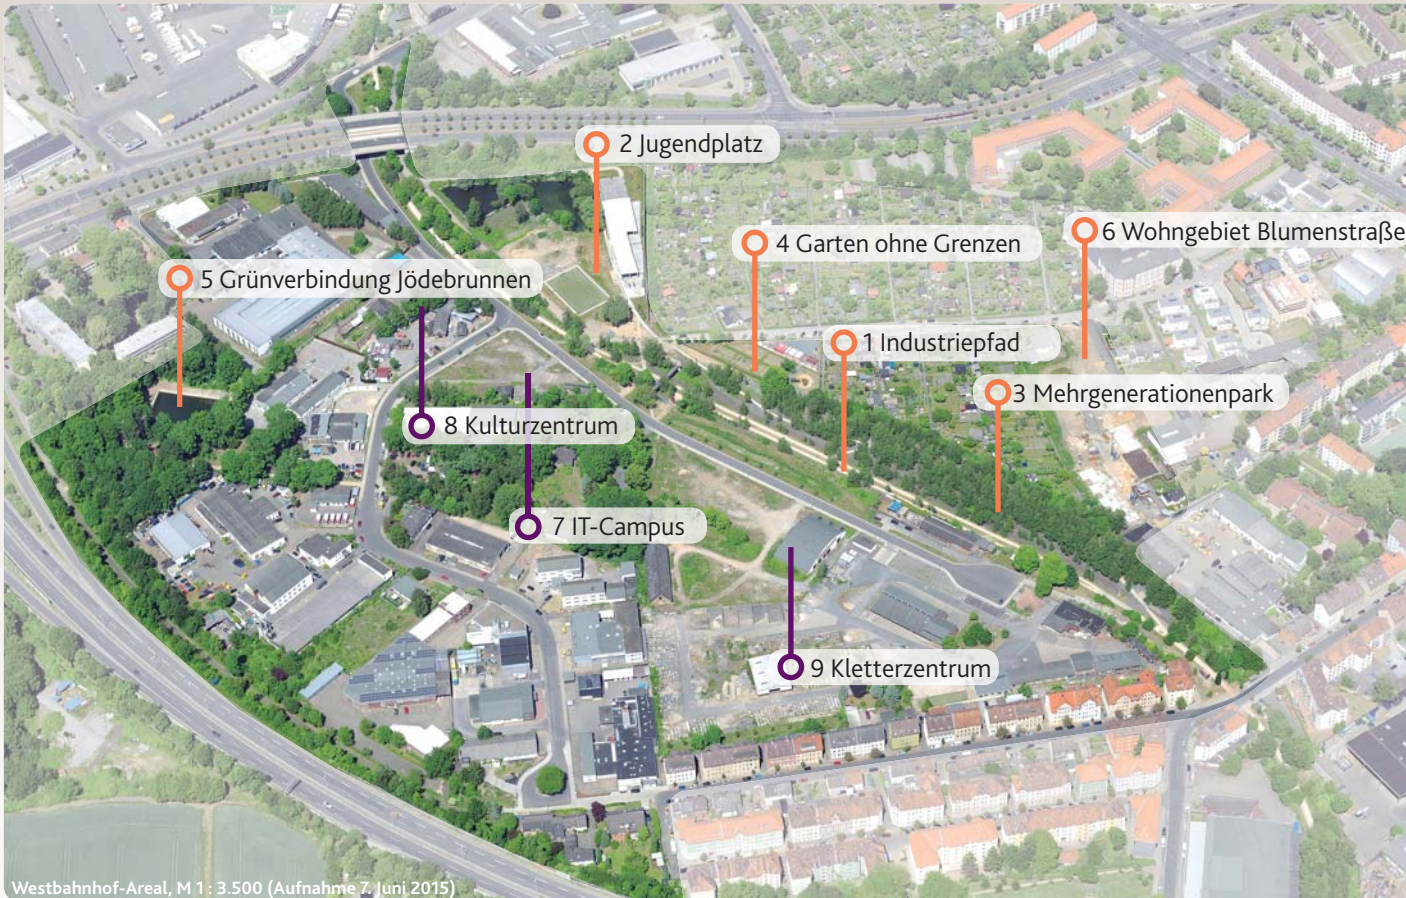 2 Jugendplatz
4 Garten ohne Grenzen
6 Wohngebiet Blumenstraße
5 Grünverbindung Jödebrunnen
1 Industriepfad
3 Mehrgenerationenpark
8 Kulturzentrum
7 IT-Campus
9 Kletterzentrum
Westbahnhof-Areal, M 1 : 3.500 (Aufnahme 7. Juni 2015)